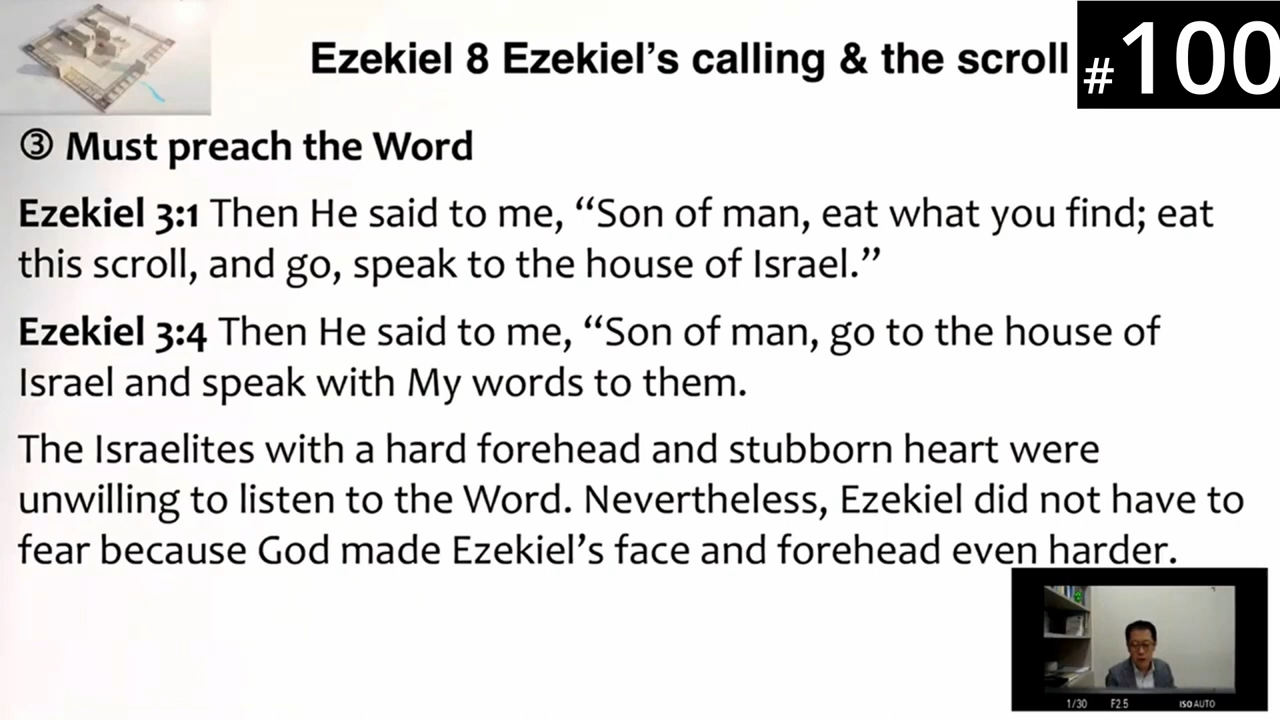 Ezekiel 8 Ezekiel’s calling & the scroll
#100
③ Must preach the Word
Ezekiel 3:1 Then He said to me, “Son of man, eat what you find; eat
this scroll, and go, speak to the house of Israel.”
Ezekiel 3:4 Then He said to me, “Son of man, go to the house of
Israel and speak with My words to them.
The Israelites with a hard forehead and stubborn heart were
unwilling to listen to the Word. Nevertheless, Ezekiel did not have to
fear because God made Ezekiel’s face and forehead even harder.
1/30 F2.5 ISO AUTO